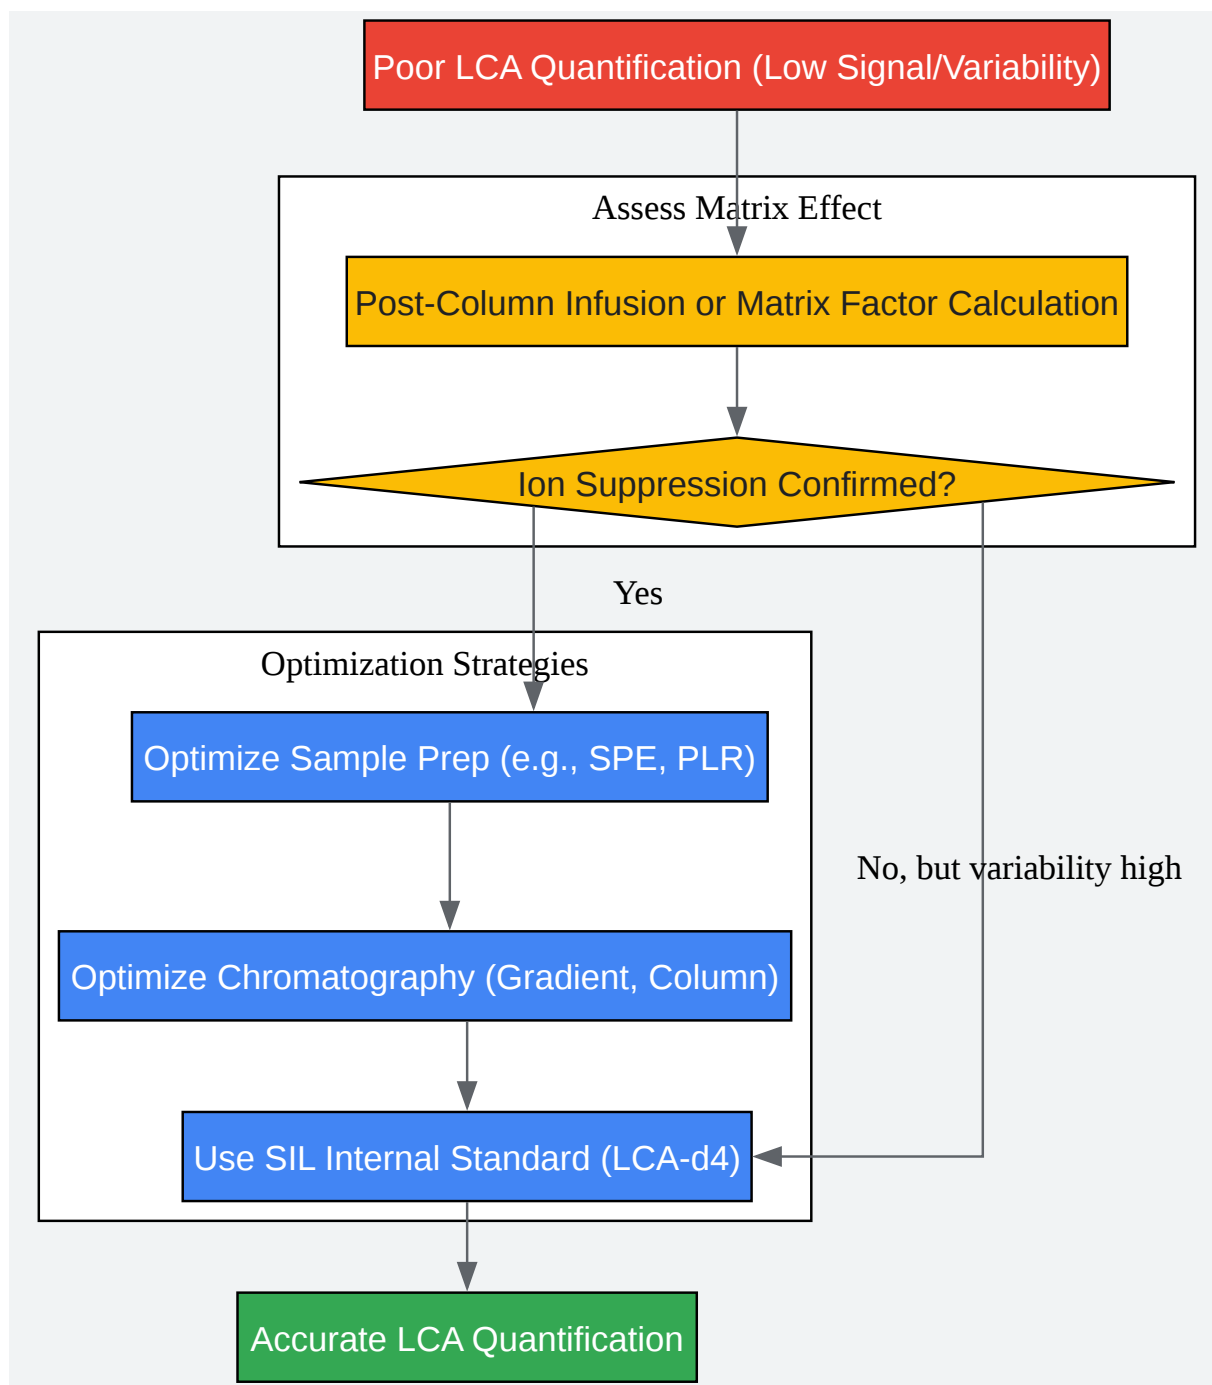 Poor LCA Quantification (Low Signal/Variability)
Assess Matrix Effect
Post-Column Infusion or Matrix Factor Calculation
Ion Suppression Confirmed?
Yes
Optimization Strategies
Optimize Sample Prep (e.g., SPE, PLR)
No, but variability high
Optimize Chromatography (Gradient, Column)
Use SIL Internal Standard (LCA-d4)
Accurate LCA Quantification